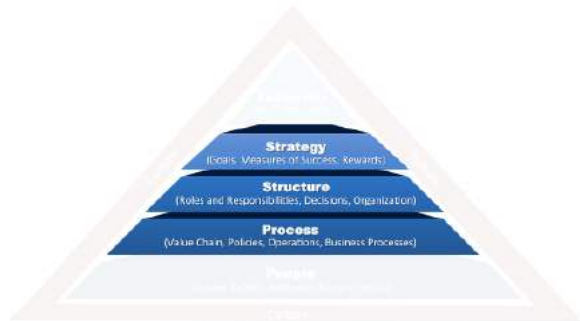 Strategy
(Goals, Measures of Success, Rewards)
Structure
(Roles and Responsibilities, Decisions, Organization)
Process
(Value Chain, Policies, Operations, Business Processes)
People